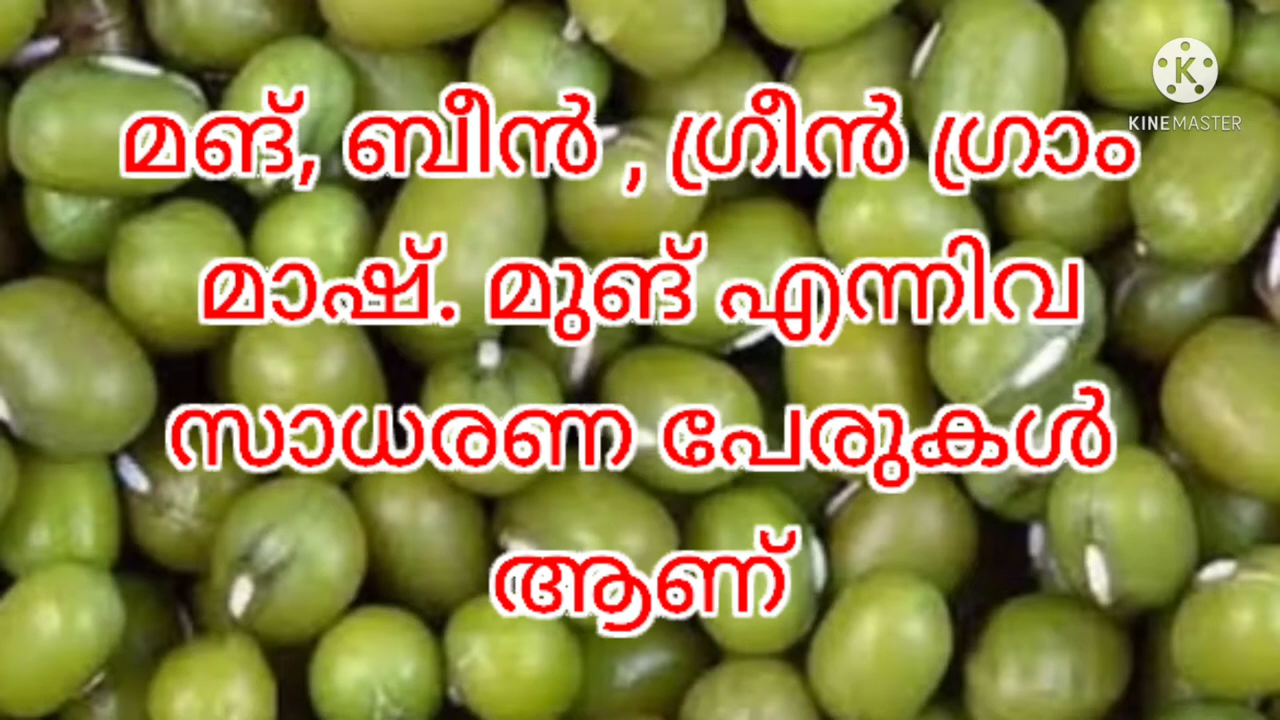 മങ്, ബീൻ , ഗ്രീൻ ഗ്രാം
മാഷ്. മുങ് എന്നിവ
സാധരണ പേരുകൾ
ആണ്
KINEMASTER